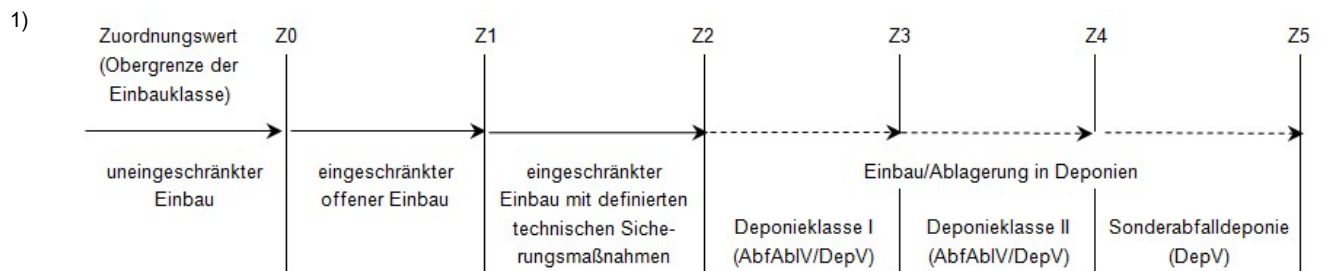 1)
Zuordnungswert Z0 Z1 Z2 Z3 Z4 Z5
(Obergrenze der
Einbauklasse)
uneingeschränkter
Einbau
eingeschränkter
offener Einbau
eingeschränkter
Einbau mit definierten
technischen Siche-
rungsmaßnahmen
Einbau/Ablagerung in Deponien
Deponieklasse I
(AbfAblV/DepV)
Deponieklasse II
(AbfAblV/DepV)
Sonderabfalldeponie
(DepV)